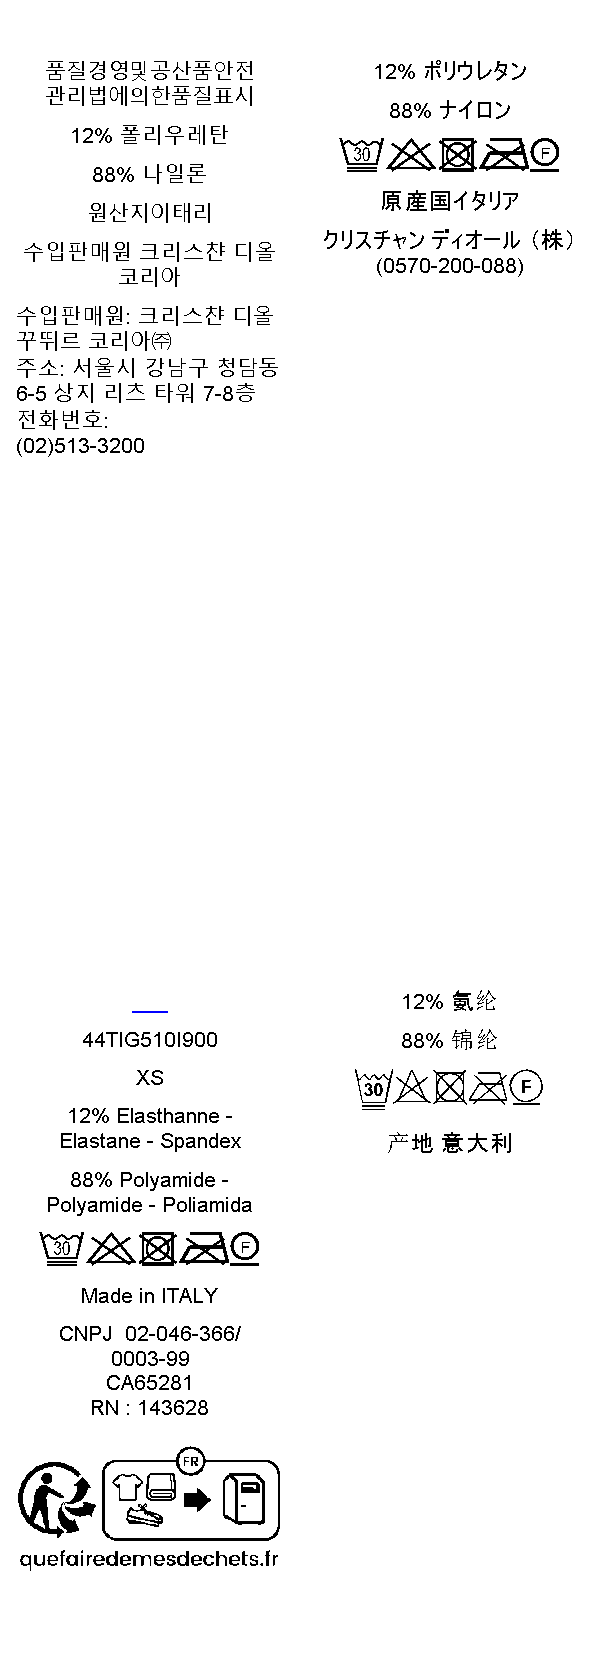 품질경영및공산품안전
관리법에의한품질표시
12% 폴리우레탄
88% 나일론
원산지이태리
수입판매원 크리스챤 디올
코리아
수입판매원: 크리스챤 디올
꾸뛰르 코리아㈜
주소: 서울시 강남구 청담동
6-5 상지 리츠 타워 7-8층
전화번호:
(02)513-3200
12% ポリウレタン
88% ナイロン
30 F
原産国イタリア
クリスチャン ディオール（株）
(0570-200-088)
44TIG510I900
XS
12% Elasthanne -
Elastane - Spandex
88% Polyamide -
Polyamide - Poliamida
30 F
Made in ITALY
CNPJ 02-046-366/
0003-99
CA65281
RN : 143628
FR
quefairedemesdechets.fr
12% 氨纶
88% 锦纶
30 F
产地 意大利